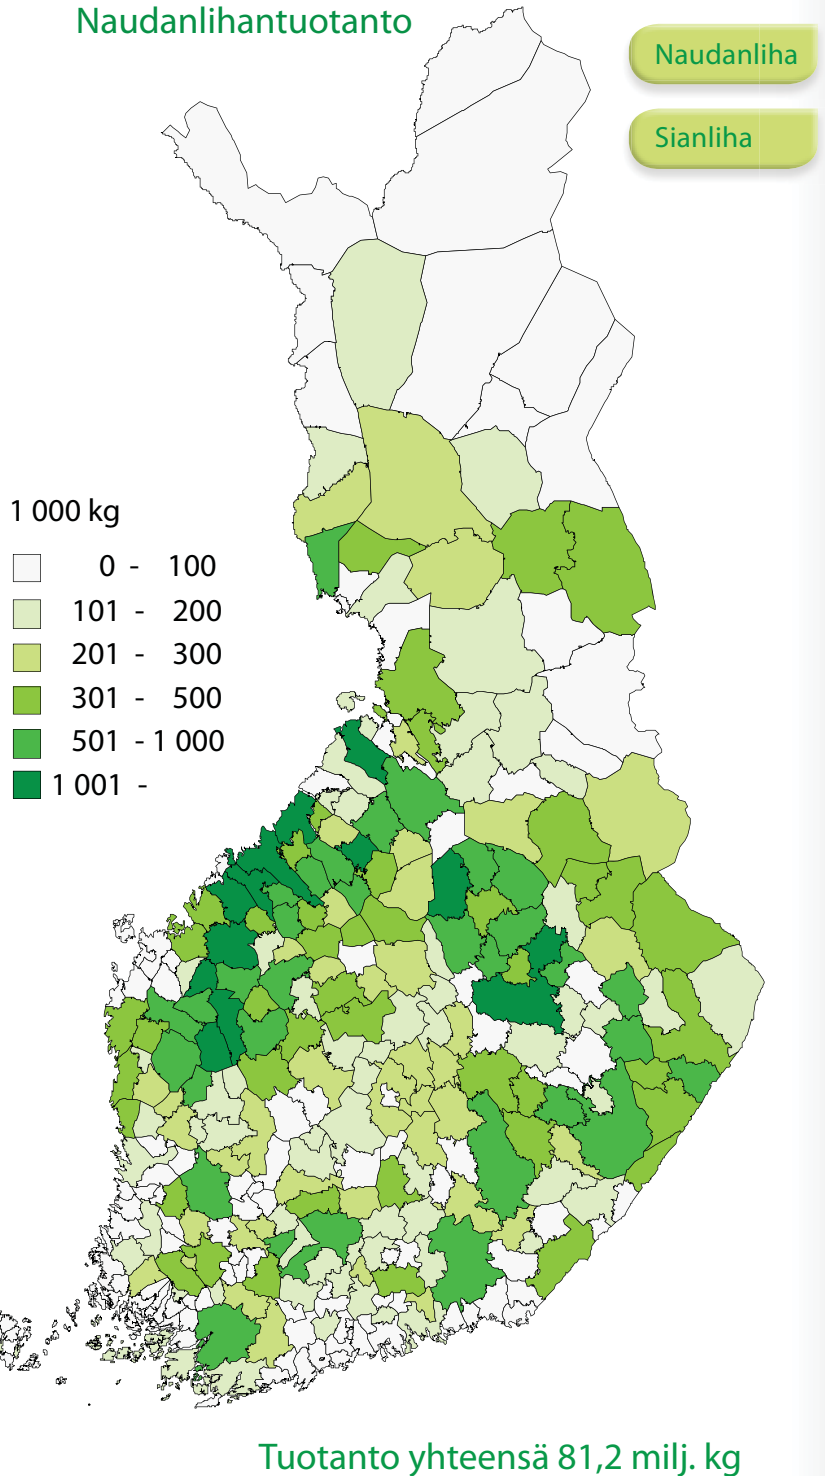 Naudanlihantuotanto
Naudanliha
Sianliha
1 000 kg
0 - 100
101 - 200
201 - 300
301 - 500
501 - 1 000
1 001 -
Tuotanto yhteensä 81,2 milj. kg